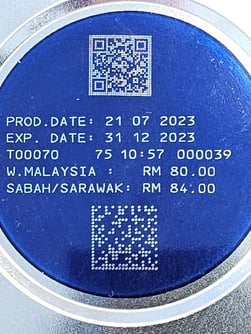 PROD.DATE: 21 07 2023
EXP. DATE: 31 12 2023
T00070 75 10:57 000039
W.MALAYSIA : RM 80.00
SABAH/SARAWAK: RM 84.00